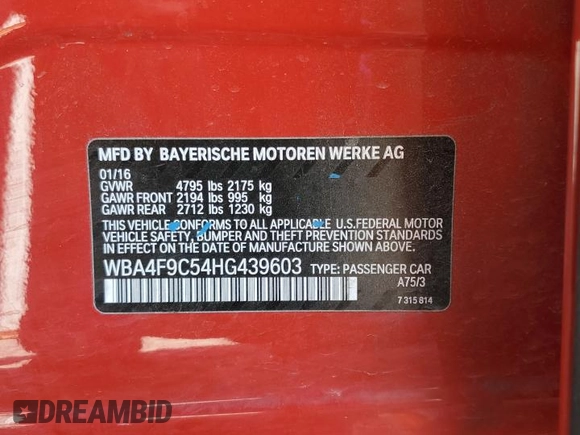 MFD BY BAYERISCHE MOTOREN WERKE AG
01/16
GVWR 4795 lbs 2175 kg
GAWR FRONT 2194 lbs 995 kg
GAWR REAR 2712 lbs 1230 kg
THIS VEHICLE CONFORMS TO ALL APPLICABLE U.S.FEDERAL MOTOR
VEHICLE SAFETY, BUMPER AND THEFT PREVENTION STANDARDS
IN EFFECT ON THE DATE OF MANUFACTURE SHOWN ABOVE.
WBA4F9C54HG439603 TYPE: PASSENGER CAR
A75/3
7 315 814
DREAMBID